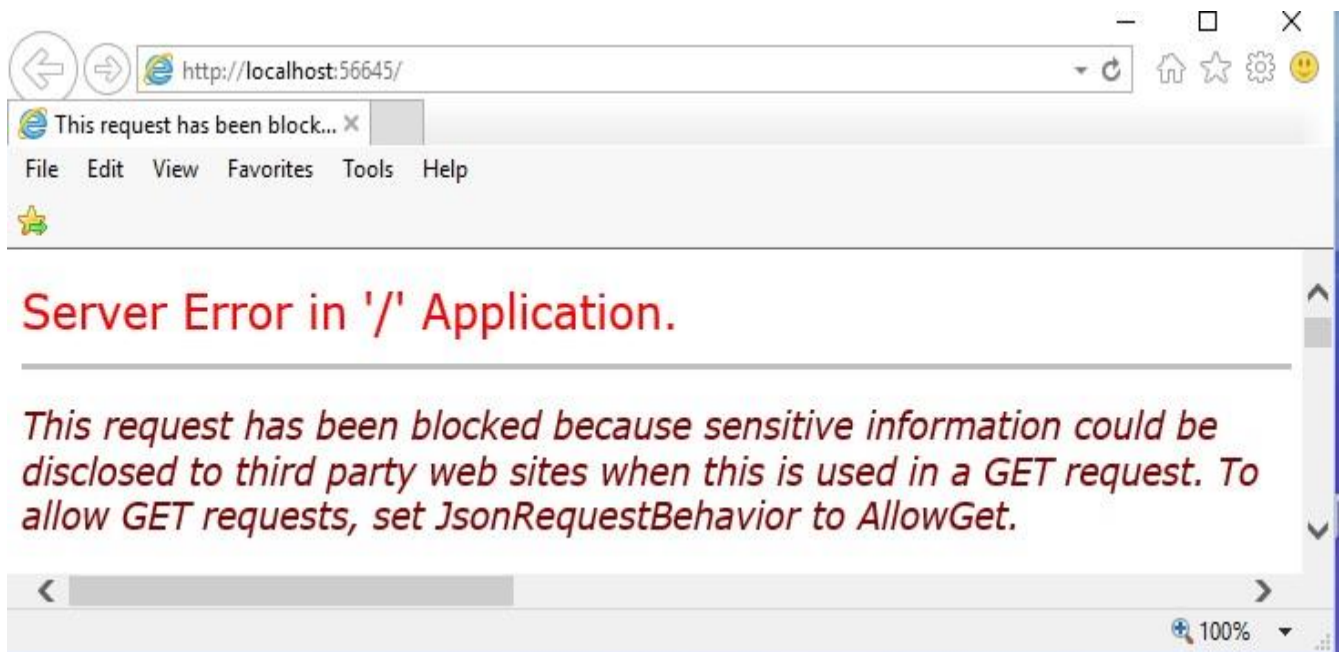 http://localhost:56645/
This request has been block...
File Edit View Favorites Tools Help
Server Error in '/' Application.
This request has been blocked because sensitive information could be
disclosed to third party web sites when this is used in a GET request. To
allow GET requests, set JsonRequestBehavior to AllowGet.
100%